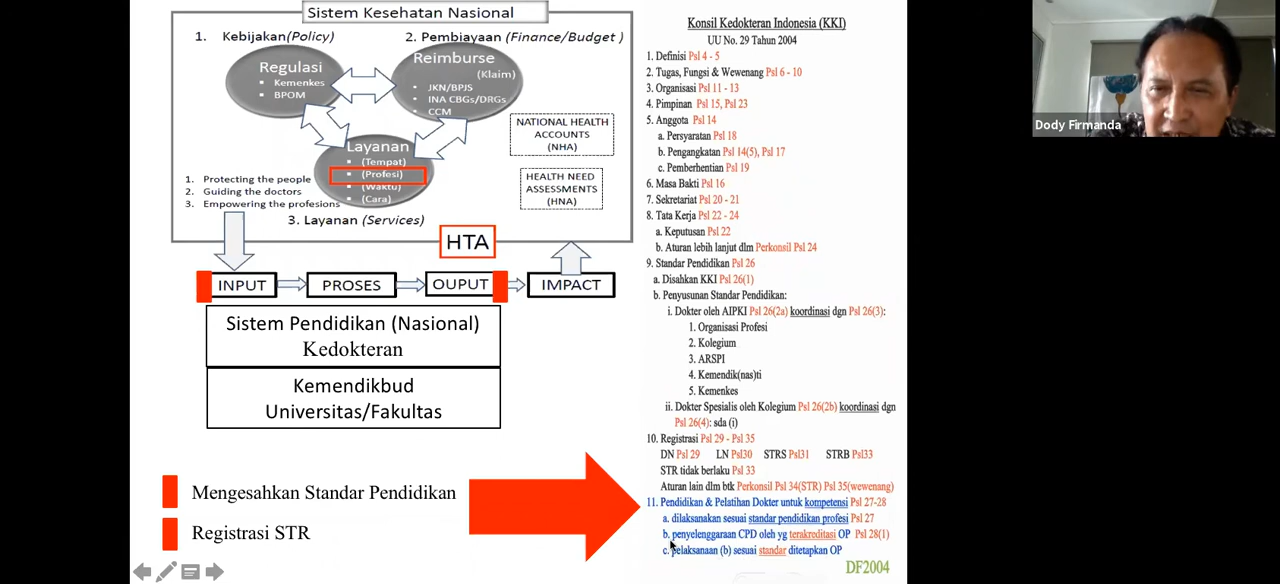 Sistem Kesehatan Nasional
1. Kebijakan(Policy)
2. Pembiayaan (Finance/Budget )
Regulasi
▪ Kemenkes
▪ BPOM
Reimburse
(Klaim)
▪ JKN/BPJS
▪ INA CBGs/DRGs
▪ CCM
Layanan
▪ (Tempat)
▪ (Profesi)
▪ (Waktu)
▪ (Cara)
NATIONAL HEALTH
ACCOUNTS
(NHA)
HEALTH NEED
ASSESSMENTS
(HNA)
1. Protecting the people
2. Guiding the doctors
3. Empowering the profesions
3. Layanan (Services)
HTA
INPUT
PROSES
OUPUT
IMPACT
Sistem Pendidikan (Nasional)
Kedokteran
Kemendikbud
Universitas/Fakultas
Mengesahkan Standar Pendidikan
Registrasi STR
Konsil Kedokteran Indonesia (KKI)
UU No. 29 Tahun 2004
1. Definisi Psl 4 - 5
2. Tugas, Fungsi & Wewenang Psl 6 - 10
3. Organisasi Psl 11 - 13
4. Pimpinan Psl 15, Psl 23
5. Anggota Psl 14
a. Persyaratan Psl 18
b. Pengangkatan Psl 14(5), Psl 17
c. Pemberhentian Psl 19
6. Masa Bakti Psl 16
7. Sekretariat Psl 20 - 21
8. Tata Kerja Psl 22 - 24
a. Keputusan Psl 22
b. Aturan lebih lanjut dlm Perkonsil Psl 24
9. Standar Pendidikan Psl 26
a. Disahkan KKI Psl 26(1)
b. Penyusunan Standar Pendidikan:
i. Dokter oleh AIPKI Psl 26(2a) koordinasi dgn Psl 26(3):
1. Organisasi Profesi
2. Kolegium
3. ARSPI
4. Kemendik(nas)ti
5. Kemenkes
ii. Dokter Spesialis oleh Kolegium Psl 26(2b) koordinasi dgn
Psl 26(4): sda (i)
10. Registrasi Psl 29 - Psl 35
DN Psl 29 LN Psl30 STRS Psl31 STRB Psl33
STR tidak berlaku Psl 33
Aturan lain dlm btk Perkonsil Psl 34(STR) Psl 35(wewenang)
11. Pendidikan & Pelatihan Dokter untuk kompetensi Psl 27-28
a. dilaksanakan sesuai standar pendidikan profesi Psl 27
b. penyelenggaraan CPD oleh yg terakroditasi OP Psl 28(1)
c. pelaksanaan (b) sesuai standar ditetapkan OP
DF2004
Dody Firmanda